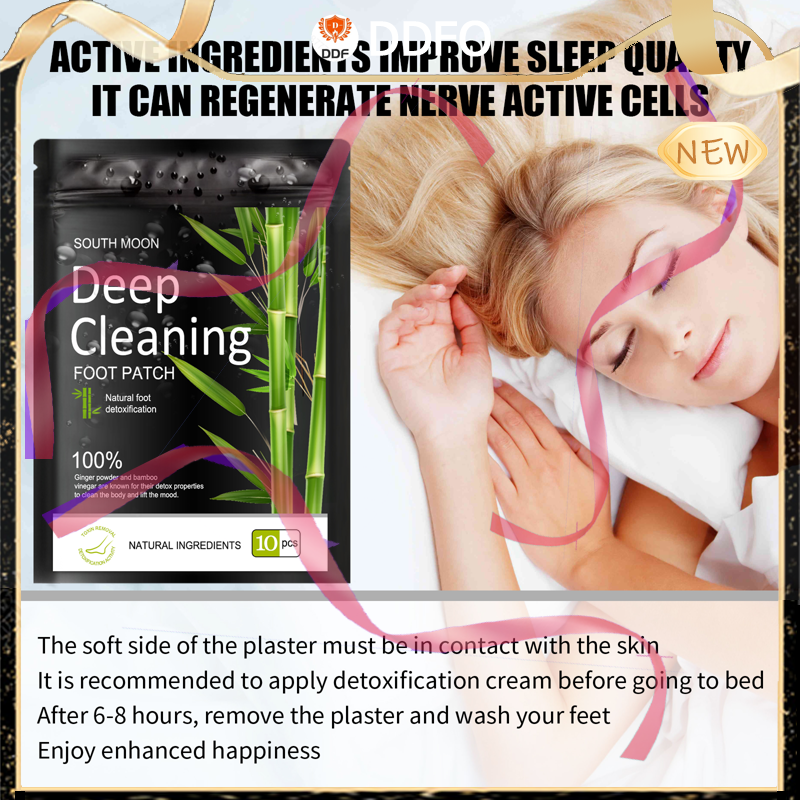 DDF
DDFO
ACTIVE INGREDIENTS IMPROVE SLEEP QUALITY
IT CAN REGENERATE NERVE ACTIVE CELLS
NEW
SOUTH MOON
Deep
Cleaning
FOOT PATCH
Natural foot
detoxification
100%
Ginger powder and bamboo
vinegar are known for their detox properties
to clean the body and lift the mood.
TOXIN REMOVAL
NATURAL INGREDIENTS
10 pcs
The soft side of the plaster must be in contact with the skin
It is recommended to apply detoxification cream before going to bed
After 6-8 hours, remove the plaster and wash your feet
Enjoy enhanced happiness